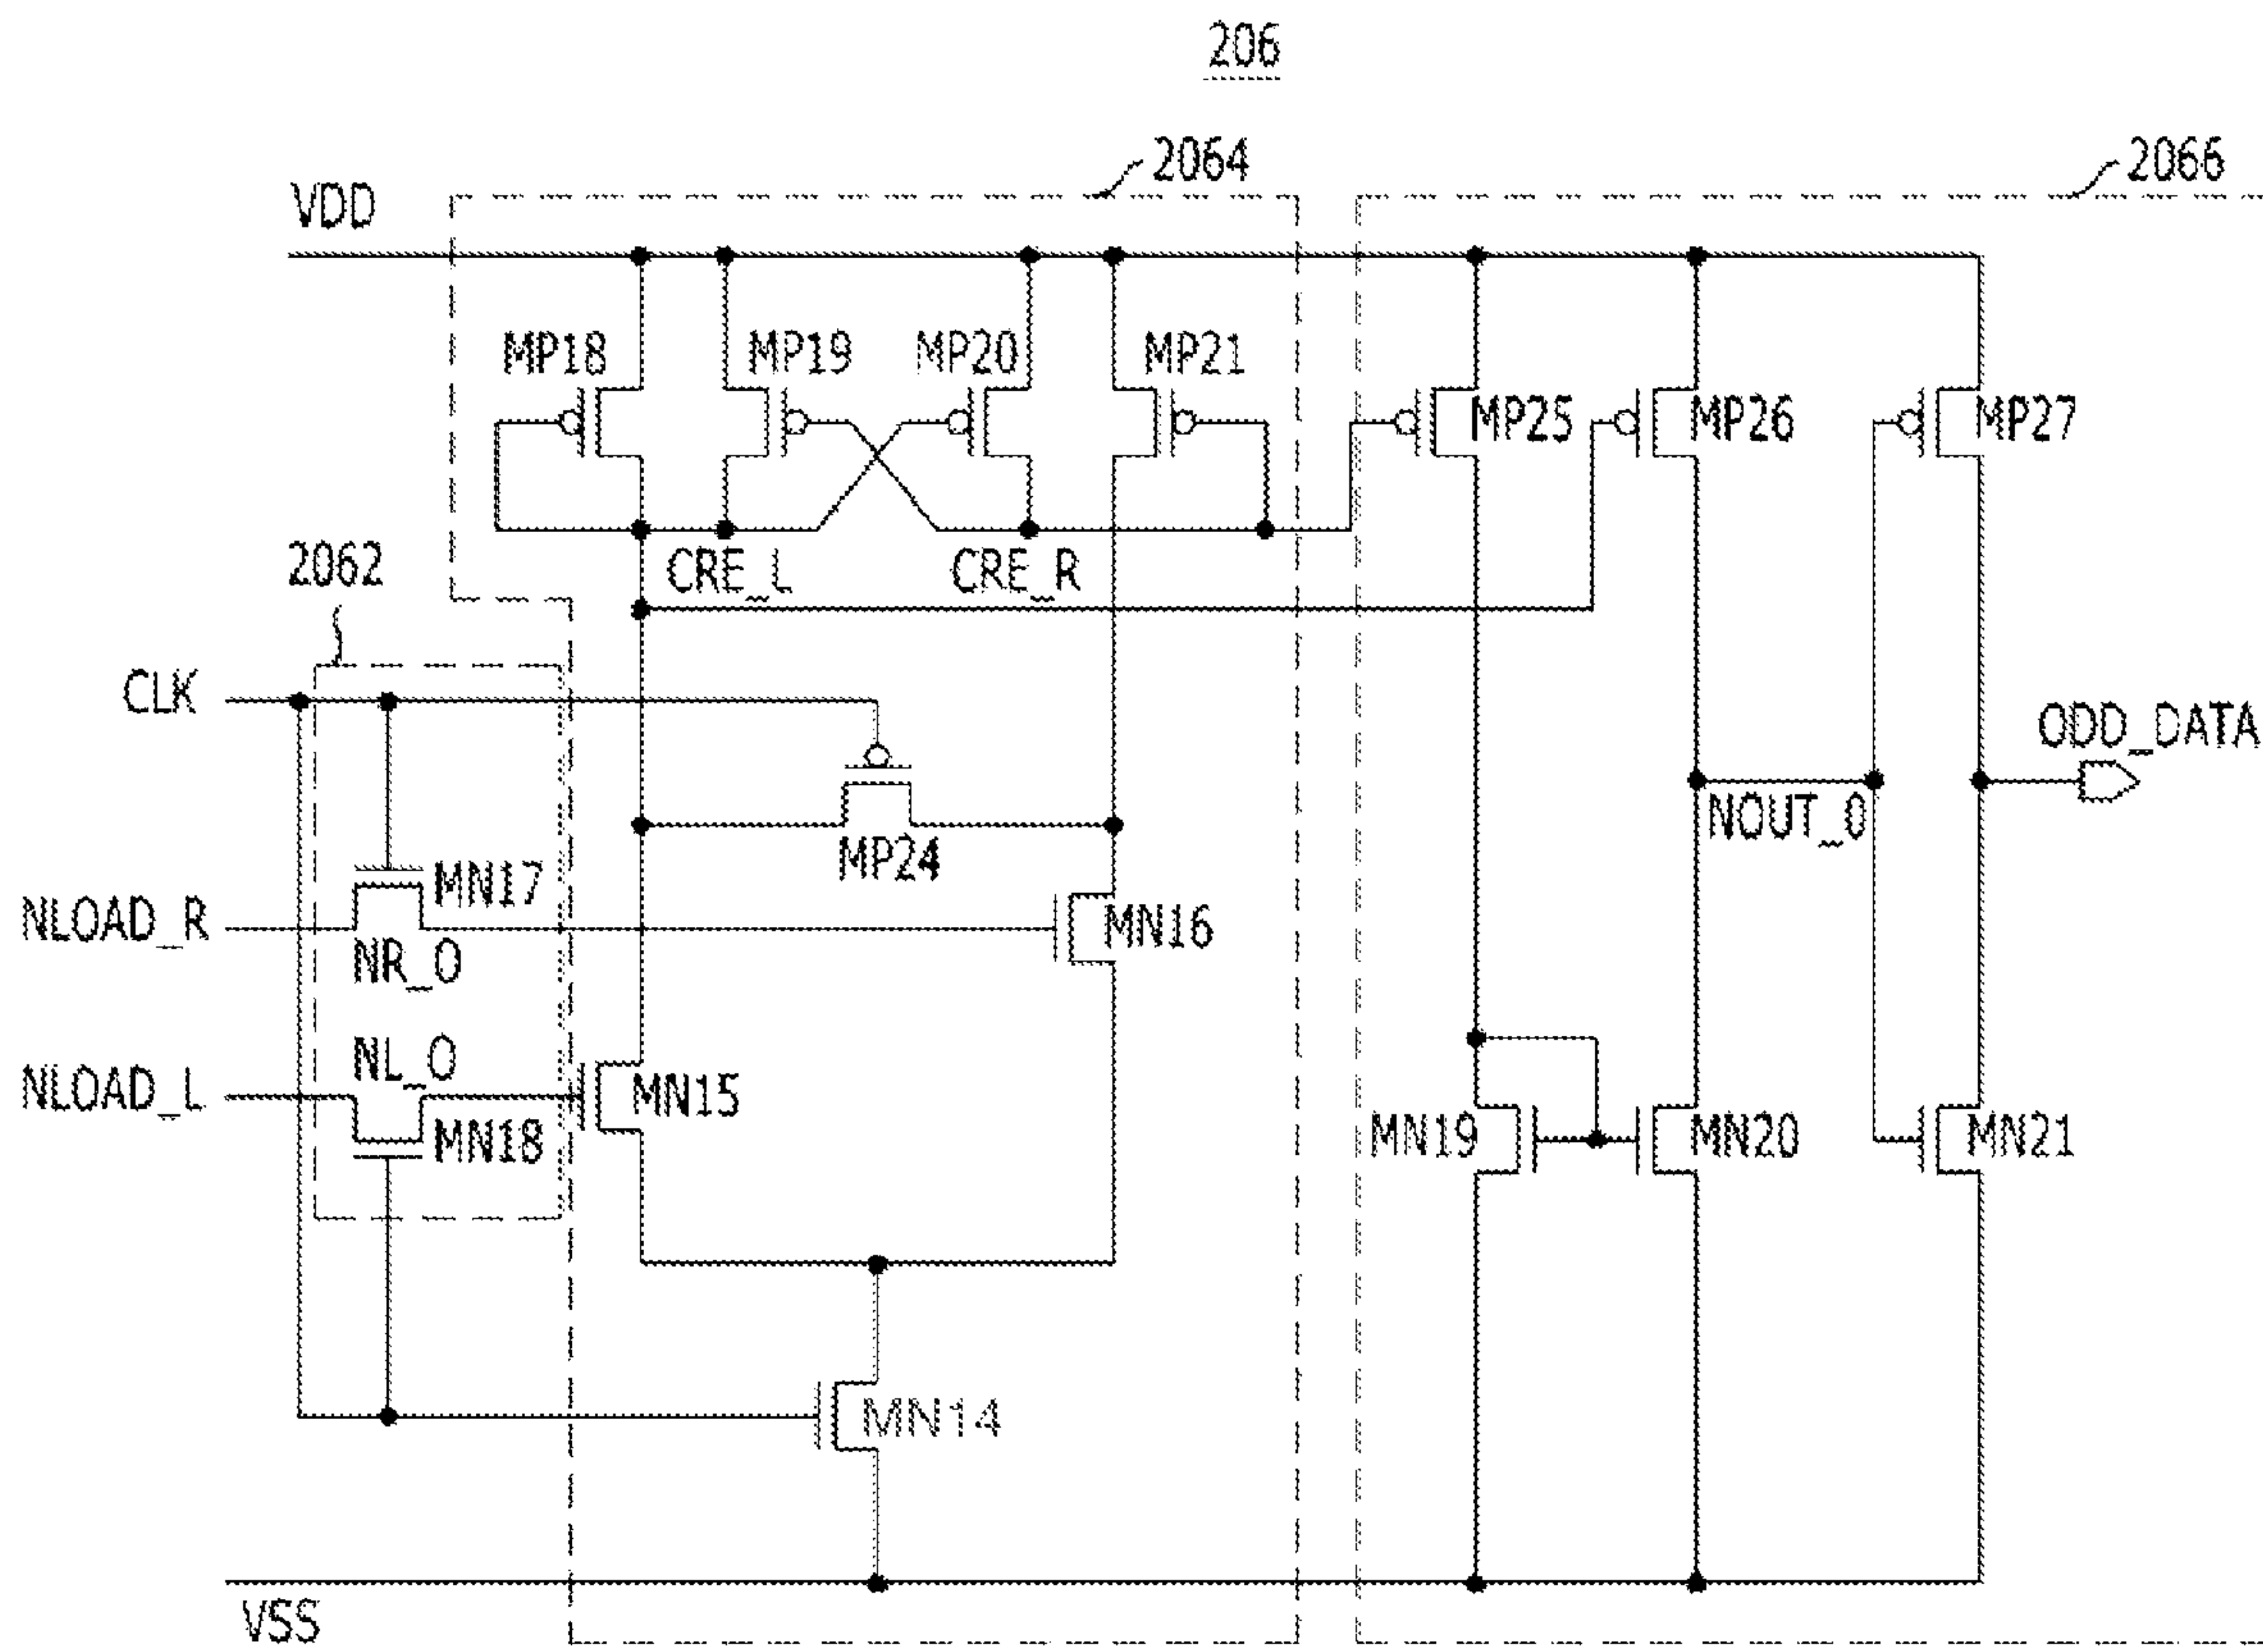 206
2064
2066
VDD
MP18
MP19
MP20
MP21
MP25
MP26
MP27
2062
CRE_L
CRE_R
CLK
ODD_DATA
NOUT_O
MP24
MN17
NLOAD_R
MN16
NR_O
NL_O
NLOAD_L
MN15
MN18
MN19
MN20
MN21
MN14
VSS